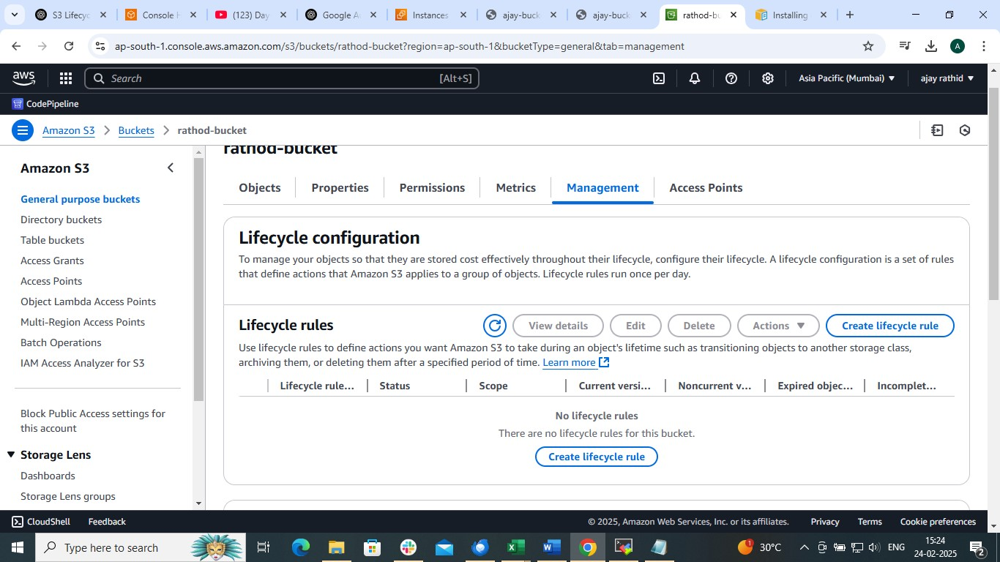 S3 Lifecyc
Console H
(123) Day
Google A
Instances
ajay-buck
ajay-buck
rathod-bu
Installing
ap-south-1.console.aws.amazon.com/s3/buckets/rathod-bucket?region=ap-south-1&bucketType=general&tab=management
A
aws
Search
[Alt+S]
Asia Pacific (Mumbai)
ajay rathid
CodePipeline
Amazon S3 > Buckets > rathod-bucket
Amazon S3
General purpose buckets
Directory buckets
Table buckets
Access Grants
Access Points
Object Lambda Access Points
Multi-Region Access Points
Batch Operations
IAM Access Analyzer for S3
Block Public Access settings for
this account
Storage Lens
Dashboards
Storage Lens groups
rathod-bucket
Objects
Properties
Permissions
Metrics
Management
Access Points
Lifecycle configuration
To manage your objects so that they are stored cost effectively throughout their lifecycle, configure their lifecycle. A lifecycle configuration is a set of rules
that define actions that Amazon S3 applies to a group of objects. Lifecycle rules run once per day.
Lifecycle rules
View details
Edit
Delete
Actions
Create lifecycle rule
Use lifecycle rules to define actions you want Amazon S3 to take during an object's lifetime such as transitioning objects to another storage class,
archiving them, or deleting them after a specified period of time. Learn more
Lifecycle rule...
Status
Scope
Current versi...
Noncurrent v...
Expired objec...
Incomplet...
No lifecycle rules
There are no lifecycle rules for this bucket.
Create lifecycle rule
CloudShell
Feedback
© 2025, Amazon Web Services, Inc. or its affiliates.
Privacy
Terms
Cookie preferences
Type here to search
1
30°C
ENG
15:24
24-02-2025
2